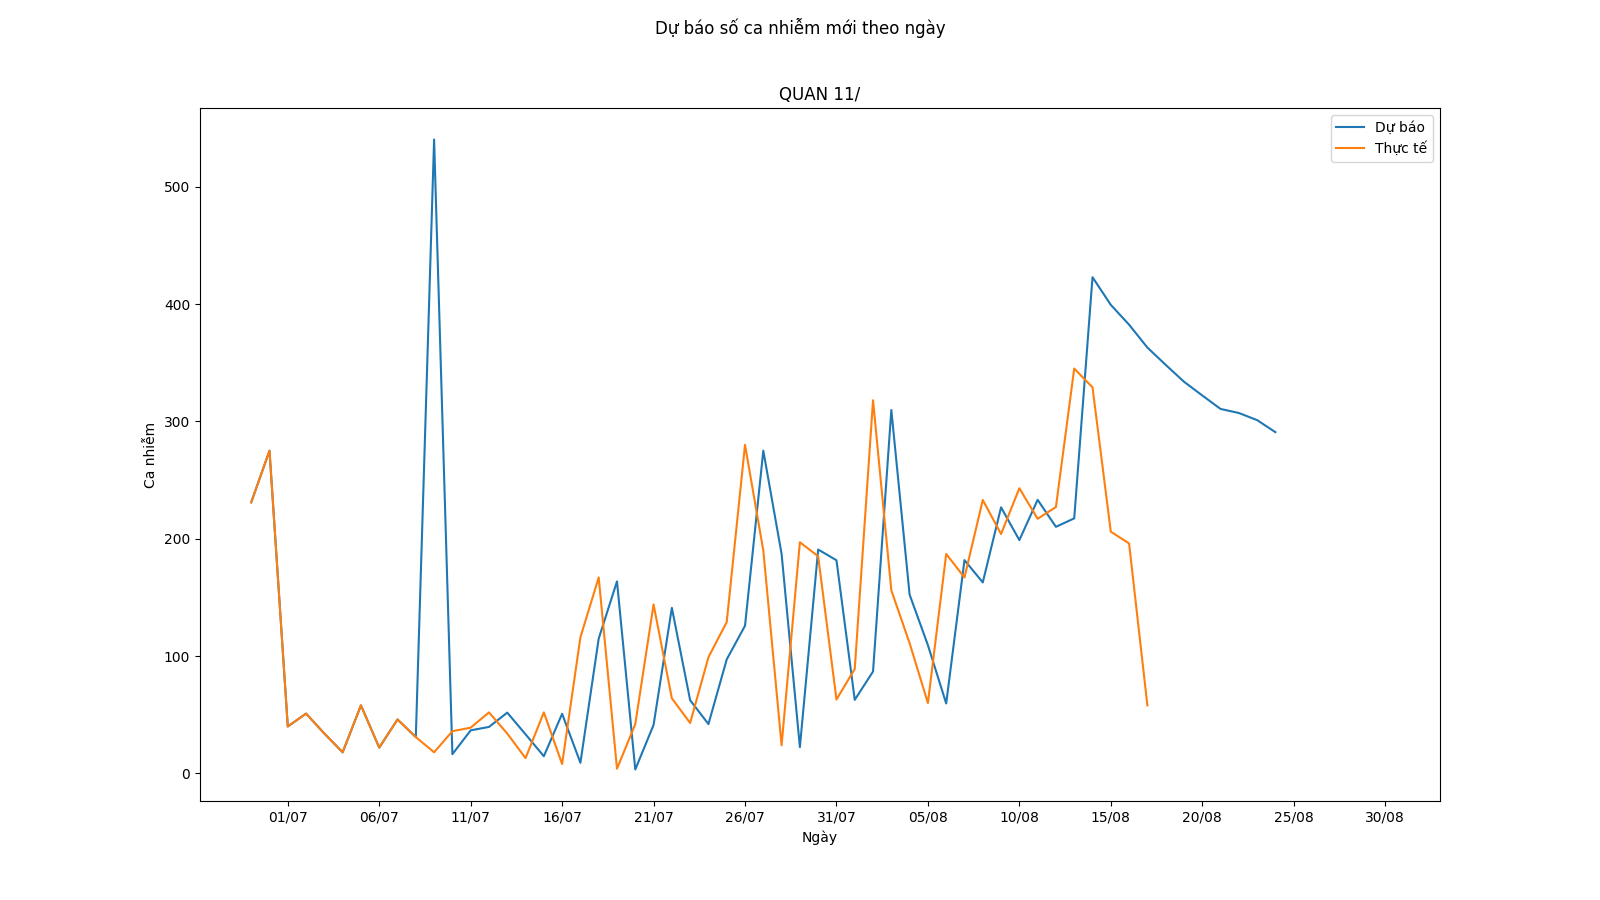 Dự báo số ca nhiễm mới theo ngày
QUAN 11/
Dự báo
Thực tế
Ca nhiễm
500
400
300
200
100
0
01/07 06/07 11/07 16/07 21/07 26/07 31/07 05/08 10/08 15/08 20/08 25/08 30/08
Ngày